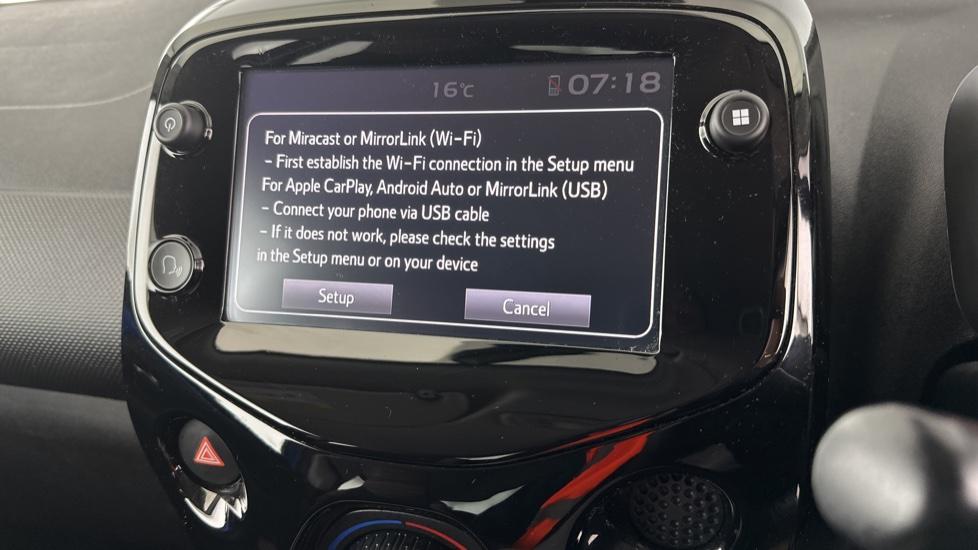 16°C 07:18
For Miracast or MirrorLink (Wi-Fi)
- First establish the Wi-Fi connection in the Setup menu
For Apple CarPlay, Android Auto or MirrorLink (USB)
- Connect your phone via USB cable
- If it does not work, please check the settings
in the Setup menu or on your device
Setup Cancel